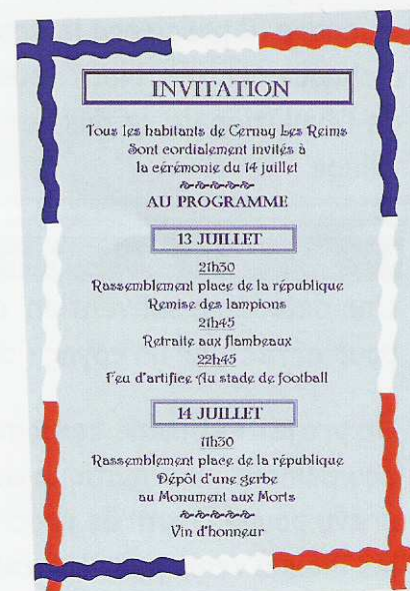 INVITATION
Tous les habitants de Cernay Les Reims
Sont cordialement invités à
la cérémonie du 14 juillet
AU PROGRAMME
13 JUILLET
21h30
Rassemblement place de la république
Remise des lampions
21h45
Retraite aux flambeaux
22h45
Feu d'artifice Au stade de football
14 JUILLET
11h30
Rassemblement place de la république
Dépôt d'une gerbe
au Monument aux Morts
Vin d'honneur